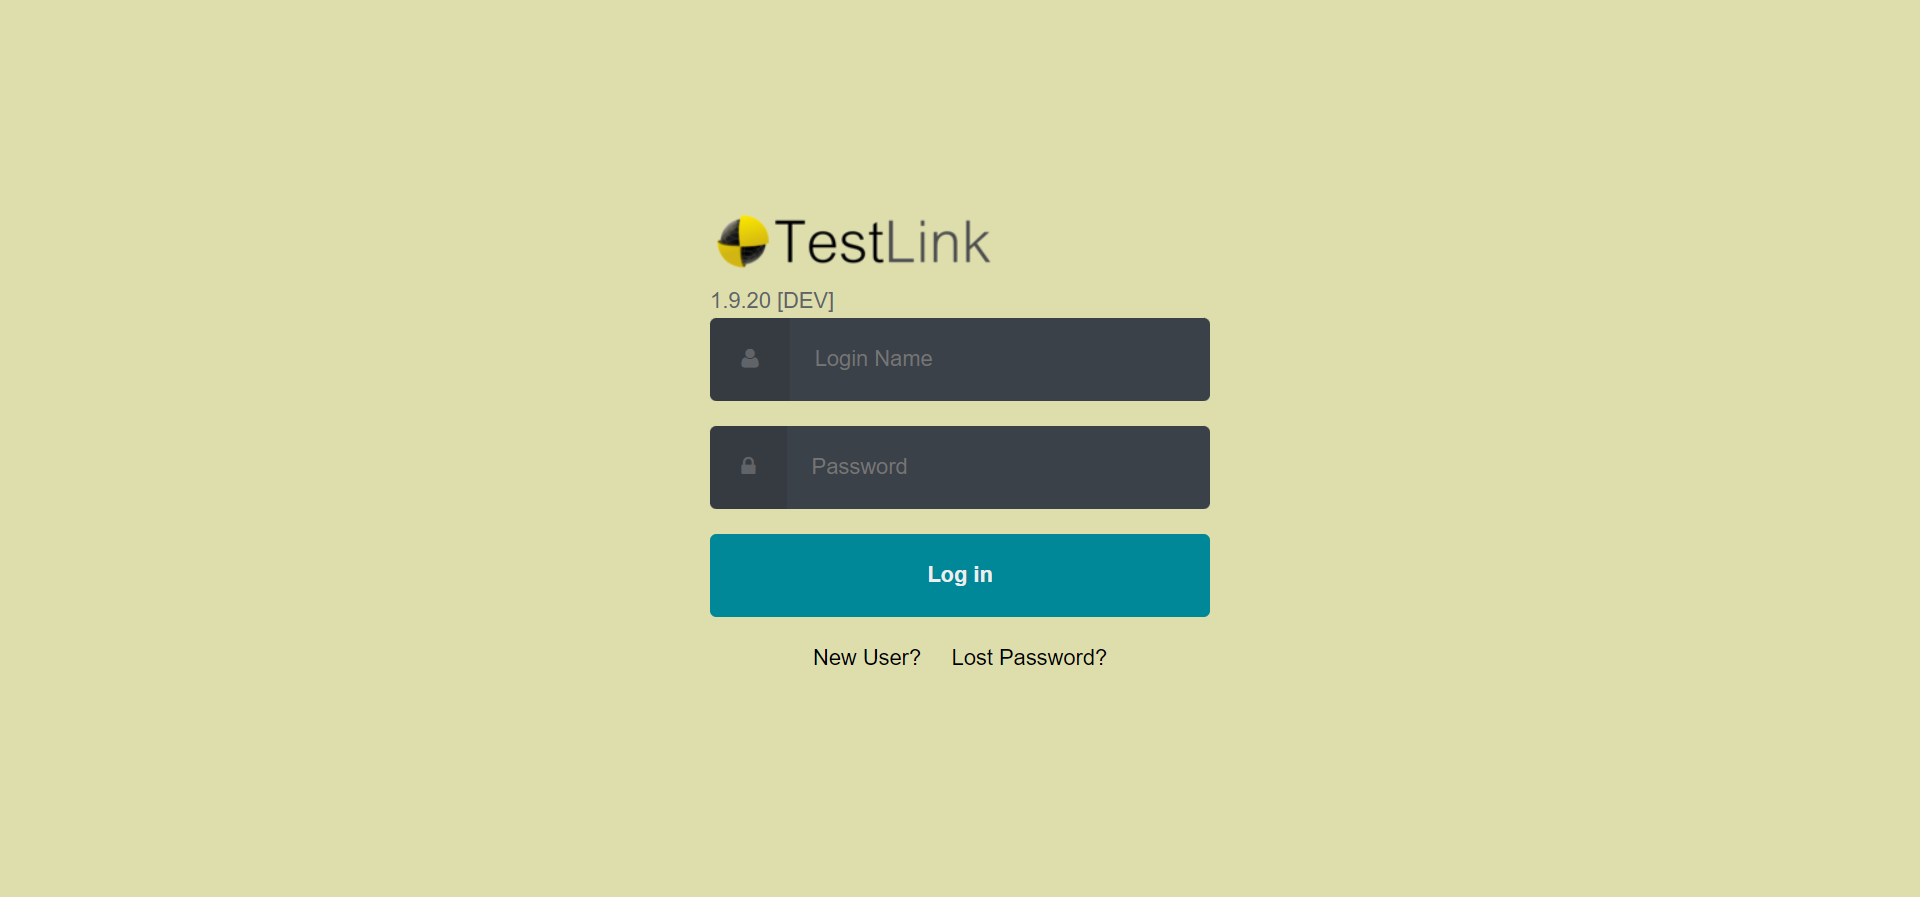 TestLink
1.9.20 [DEV]
Login Name
Password
Log in
New User? Lost Password?